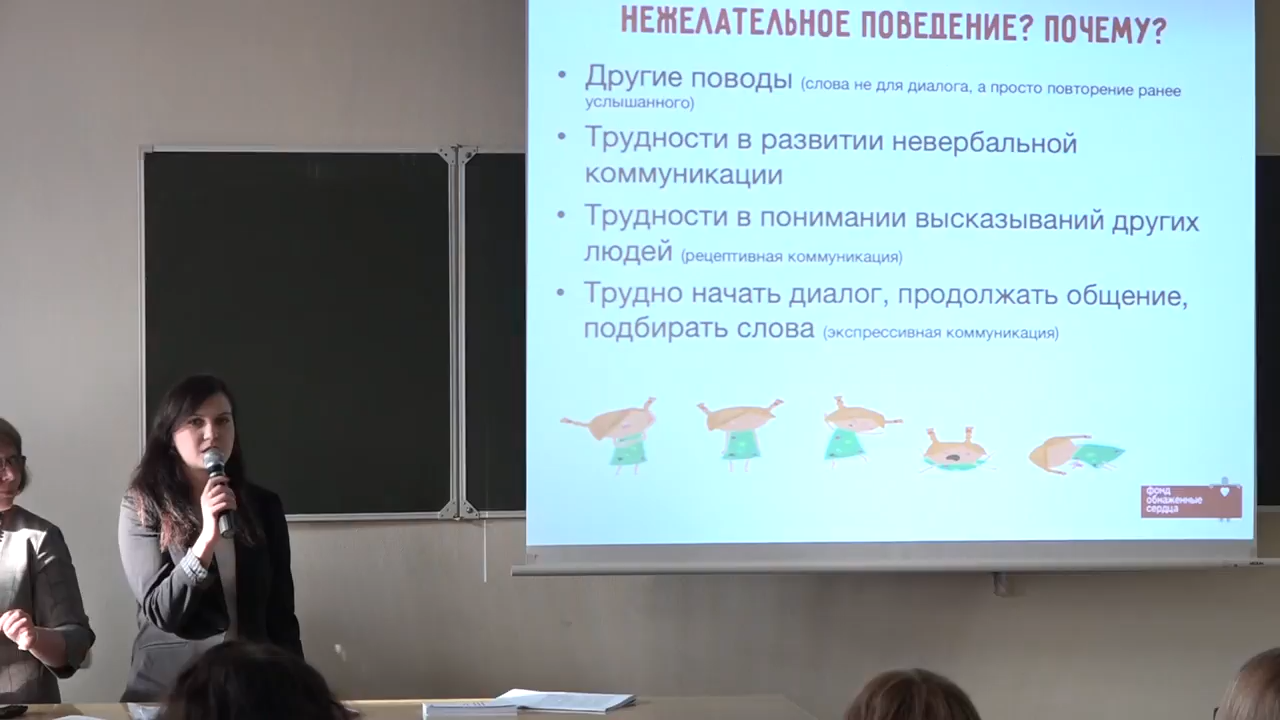 НЕЖЕЛАТЕЛЬНОЕ ПОВЕДЕНИЕ? ПОЧЕМУ?
• Другие поводы (слова не для диалога, а просто повторение ранее
услышанного)
• Трудности в развитии невербальной
коммуникации
• Трудности в понимании высказываний других
людей (рецептивная коммуникация)
• Трудно начать диалог, продолжать общение,
подбирать слова (экспрессивная коммуникация)
фонд
обнаженные
сердца